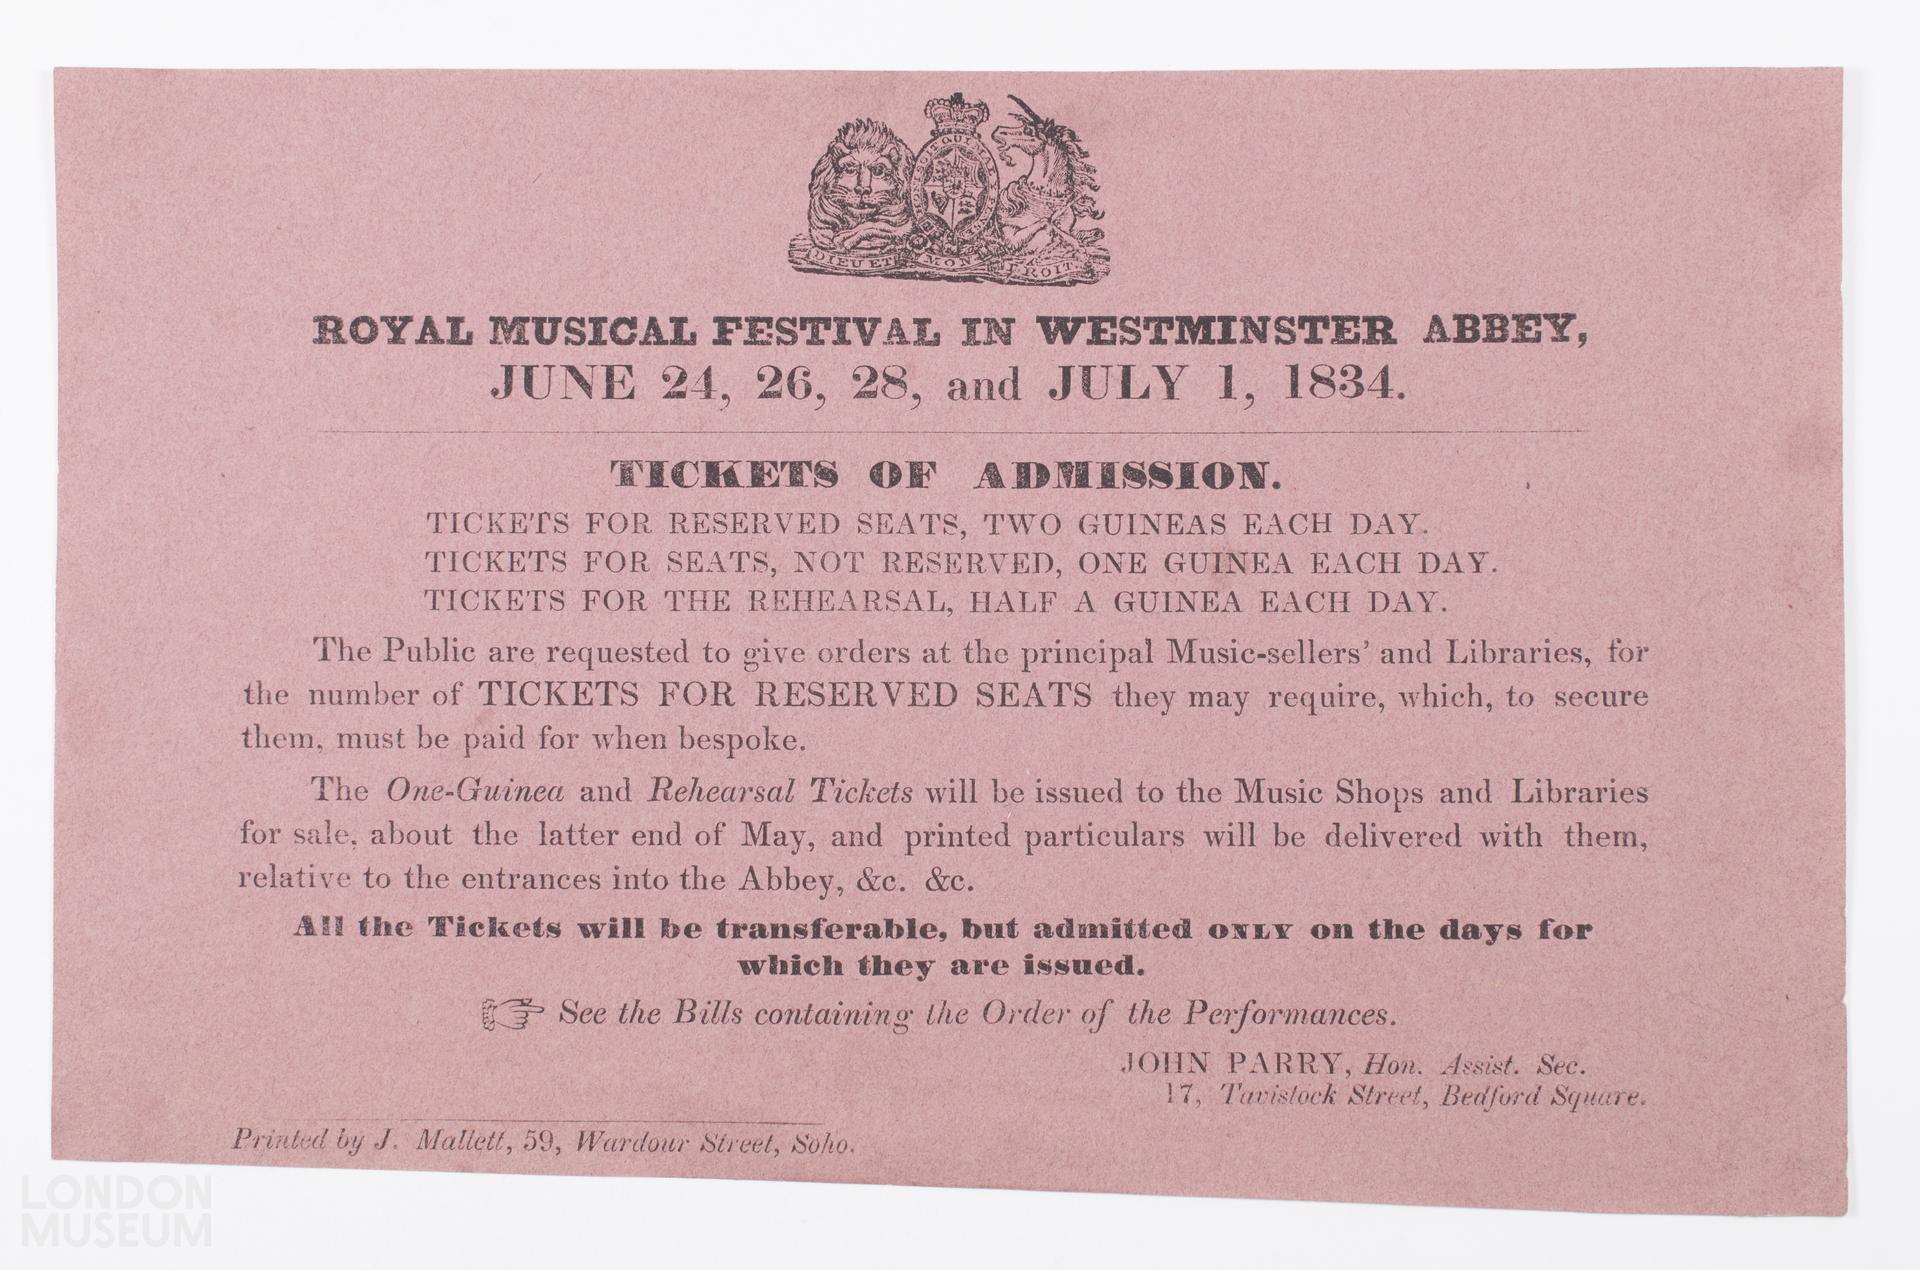 DIEU ET MON DROIT
ROYAL MUSICAL FESTIVAL IN WESTMINSTER ABBEY,
JUNE 24, 26, 28, and JULY 1, 1834.
TICKETS OF ADMISSION.
TICKETS FOR RESERVED SEATS, TWO GUINEAS EACH DAY.
TICKETS FOR SEATS, NOT RESERVED, ONE GUINEA EACH DAY.
TICKETS FOR THE REHEARSAL, HALF A GUINEA EACH DAY.
The Public are requested to give orders at the principal Music-sellers' and Libraries, for
the number of TICKETS FOR RESERVED SEATS they may require, which, to secure
them, must be paid for when bespoke.
The One-Guinea and Rehearsal Tickets will be issued to the Music Shops and Libraries
for sale, about the latter end of May, and printed particulars will be delivered with them,
relative to the entrances into the Abbey, &c. &c.
All the Tickets will be transferable, but admitted ONLY on the days for
which they are issued.
☞ See the Bills containing the Order of the Performances.
JOHN PARRY, Hon. Assist. Sec.
17, Tavistock Street, Bedford Square.
Printed by J. Mallett, 59, Wardour Street, Soho.
LONDON
MUSEUM